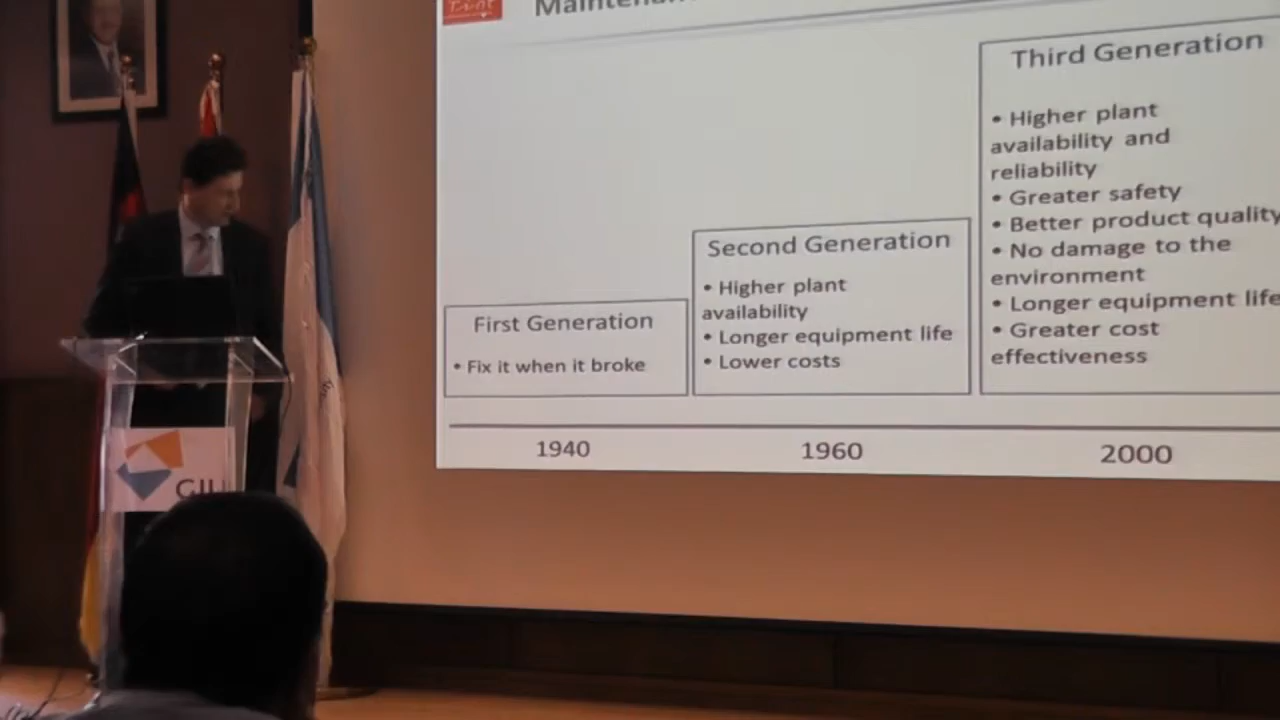 First Generation
• Fix it when it broke
Second Generation
• Higher plant
availability
• Longer equipment life
• Lower costs
Third Generation
• Higher plant
availability and
reliability
• Greater safety
• Better product quality
• No damage to the
environment
• Longer equipment life
• Greater cost
effectiveness
1940
1960
2000